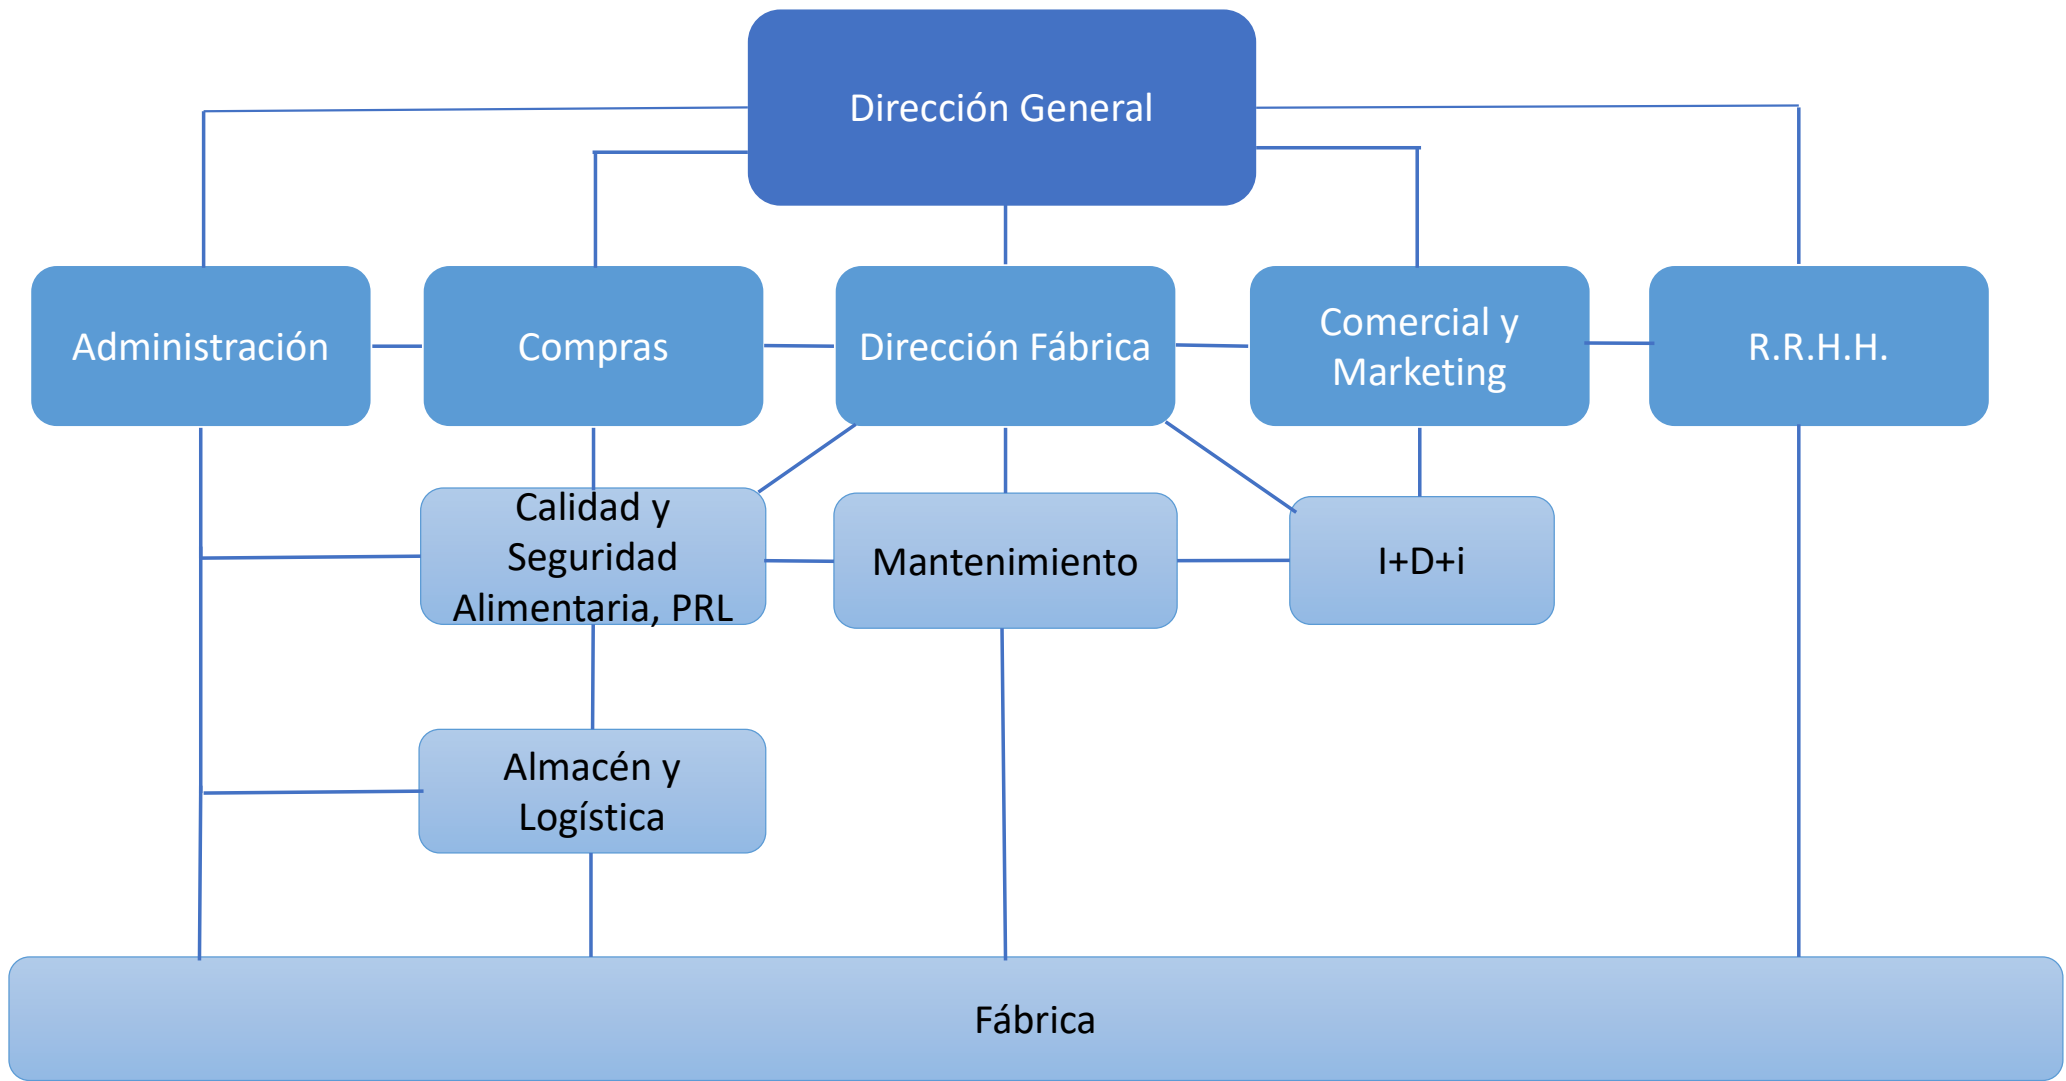 Dirección General
Administración
Compras
Dirección Fábrica
Comercial y
Marketing
R.R.H.H.
Calidad y
Seguridad
Alimentaria, PRL
Mantenimiento
I+D+i
Almacén y
Logística
Fábrica